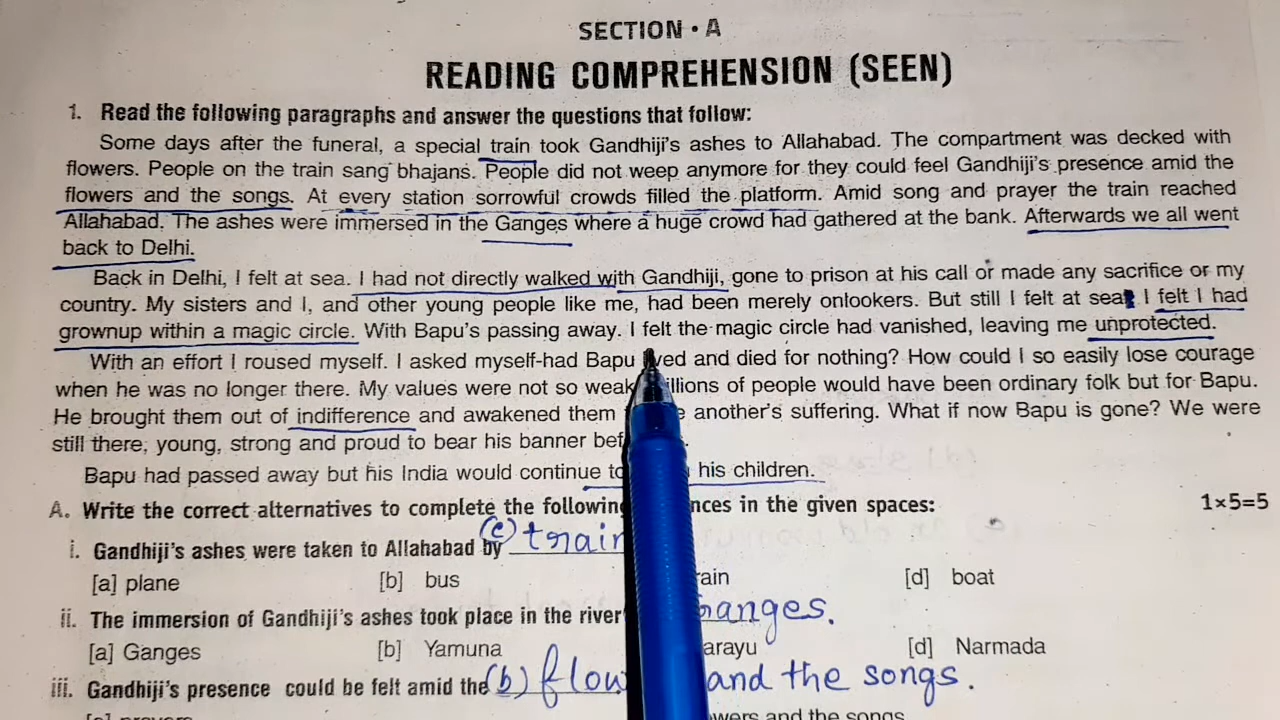 SECTION • A
READING COMPREHENSION (SEEN)
1. Read the following paragraphs and answer the questions that follow:
Some days after the funeral, a special train took Gandhiji's ashes to Allahabad. The compartment was decked with
flowers. People on the train sang bhajans. People did not weep anymore for they could feel Gandhiji's presence amid the
flowers and the songs. At every station sorrowful crowds filled the platform. Amid song and prayer the train reached
Allahabad. The ashes were immersed in the Ganges where a huge crowd had gathered at the bank. Afterwards we all went
back to Delhi.
Back in Delhi, I felt at sea. I had not directly walked with Gandhiji, gone to prison at his call or made any sacrifice or my
country. My sisters and I, and other young people like me, had been merely onlookers. But still I felt at sea. I felt I had
grownup within a magic circle. With Bapu's passing away. I felt the magic circle had vanished, leaving me unprotected.
With an effort I roused myself. I asked myself-had Bapu lived and died for nothing? How could I so easily lose courage
when he was no longer there. My values were not so weak illions of people would have been ordinary folk but for Bapu.
He brought them out of indifference and awakened them another's suffering. What if now Bapu is gone? We were
still there, young, strong and proud to bear his banner bef
Bapu had passed away but his India would continue to his children.
A. Write the correct alternatives to complete the following nces in the given spaces: 1×5=5
i. Gandhiji's ashes were taken to Allahabad by (c) train
[a] plane [b] bus rain [d] boat
ii. The immersion of Gandhiji's ashes took place in the river anges.
[a] Ganges [b] Yamuna arayu [d] Narmada
iii. Gandhiji's presence could be felt amid the (b) flow and the songs.
wers and the songs